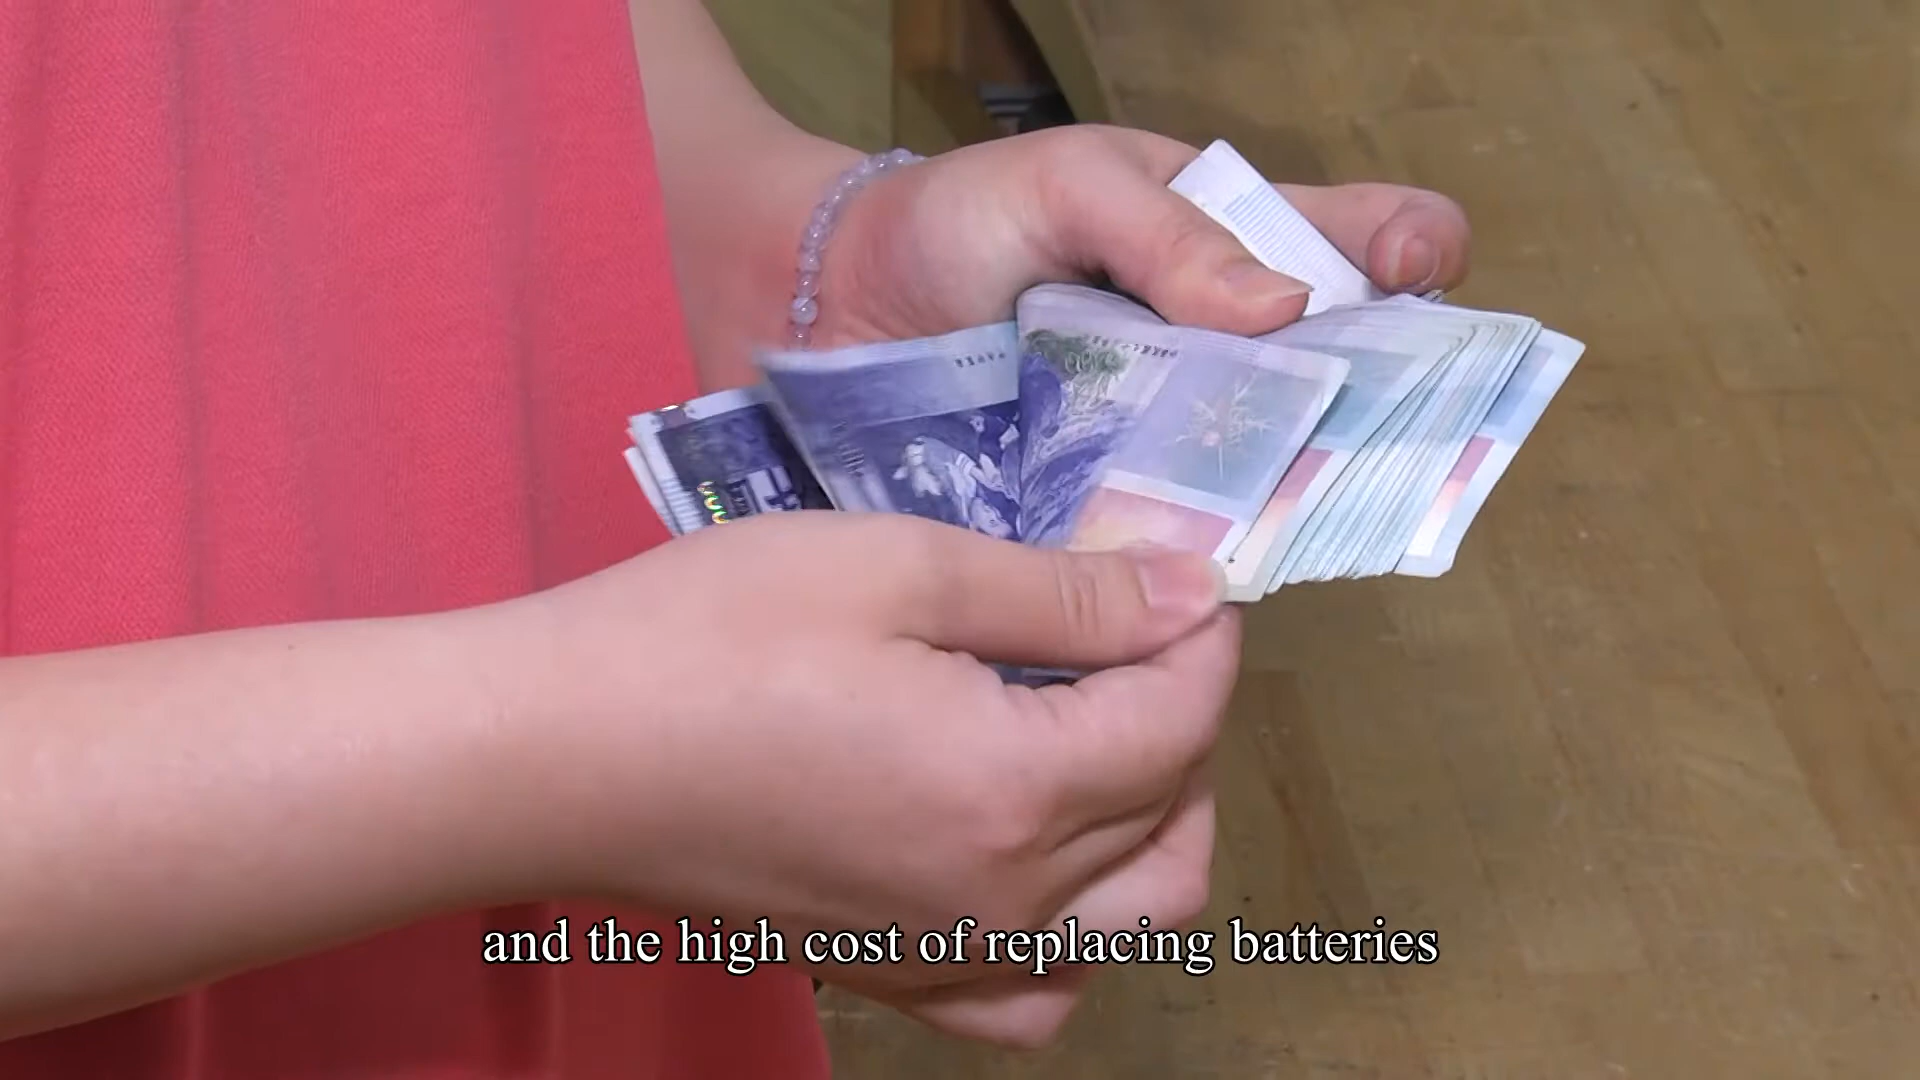 and the high cost of replacing batteries